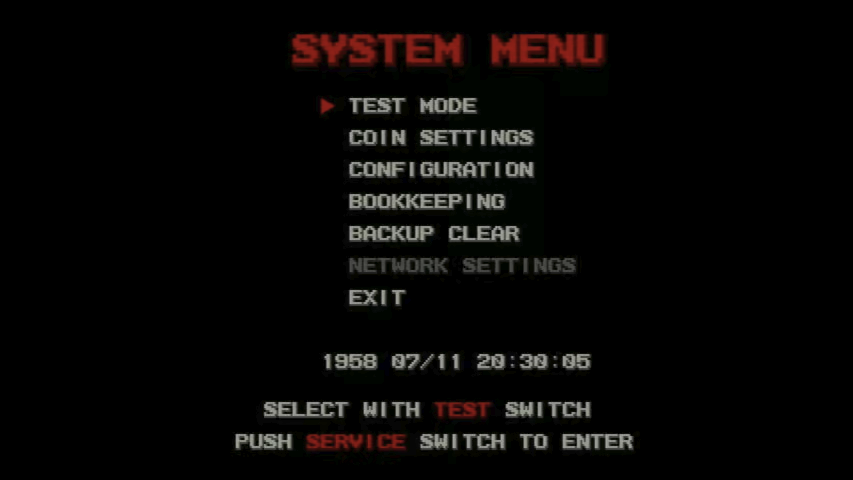 SYSTEM MENU
▶ TEST MODE
COIN SETTINGS
CONFIGURATION
BOOKKEEPING
BACKUP CLEAR
NETWORK SETTINGS
EXIT
1958 07/11 20:30:05
SELECT WITH TEST SWITCH
PUSH SERVICE SWITCH TO ENTER